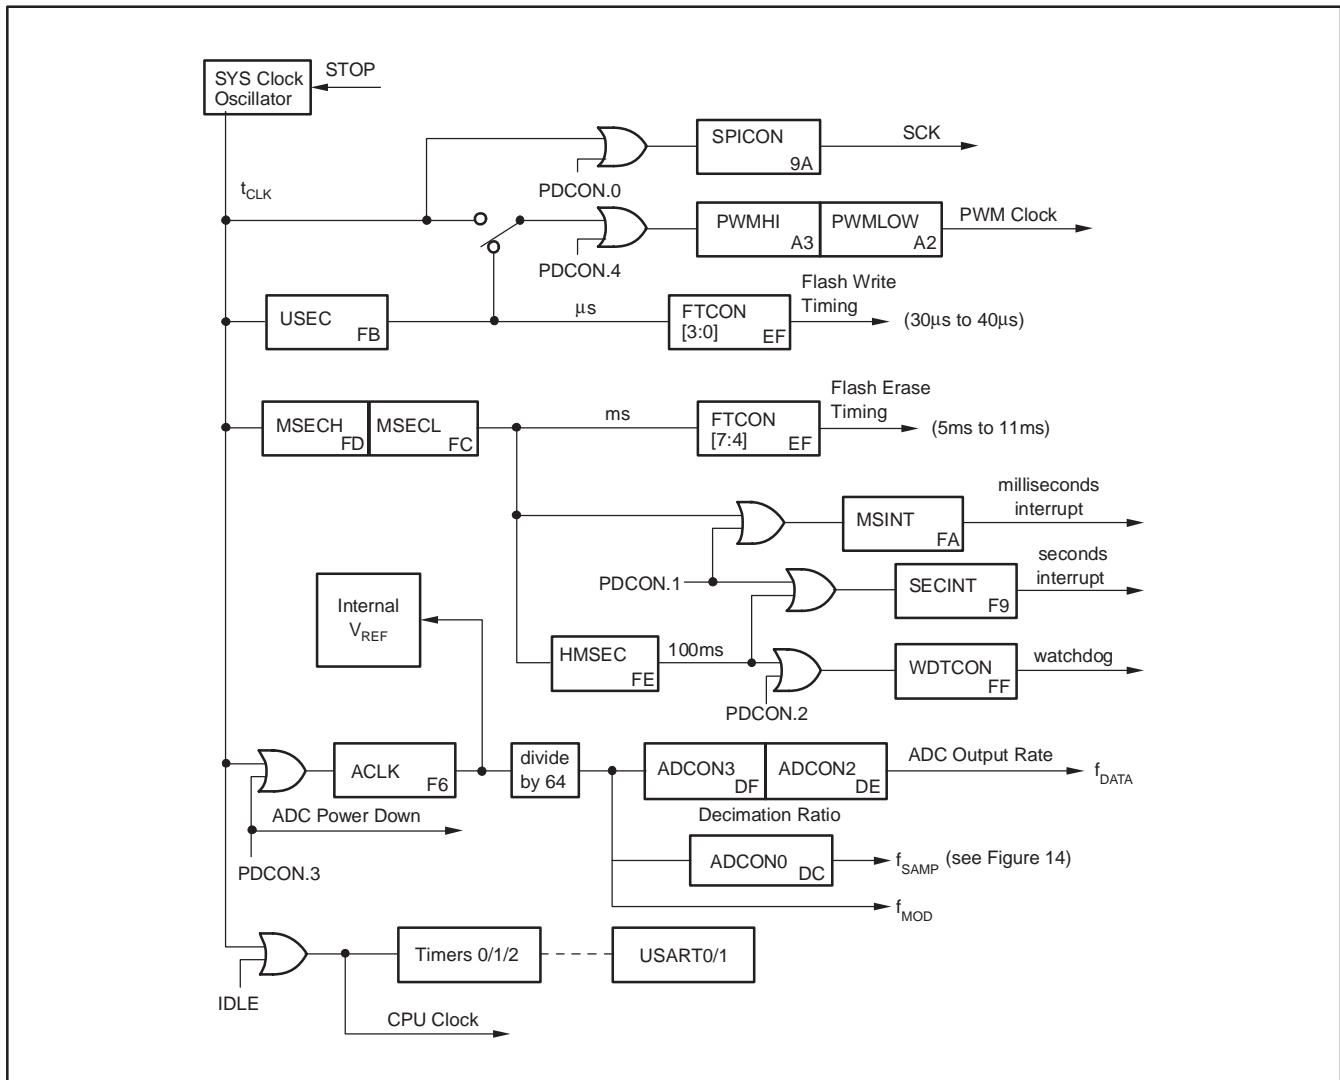 SYS Clock
Oscillator
STOP
SPICON
9A
SCK
PDCON.0
tCLK
PWMHI
A3
PWMLOW
A2
PWM Clock
PDCON.4
USEC
FB
μs
FTCON
[3:0]
EF
Flash Write
Timing
(30μs to 40μs)
MSECH
FD
MSECL
FC
ms
FTCON
[7:4]
EF
Flash Erase
Timing
(5ms to 11ms)
MSINT
FA
milliseconds
interrupt
PDCON.1
SECINT
F9
seconds
interrupt
Internal
VREF
HMSEC
FE
100ms
WDTCON
FF
watchdog
PDCON.2
ACLK
F6
divide
by 64
ADCON3
DF
ADCON2
DE
ADC Output Rate
fDATA
ADC Power Down
Decimation Ratio
PDCON.3
ADCON0
DC
fSAMP (see Figure 14)
fMOD
Timers 0/1/2
USART0/1
IDLE
CPU Clock